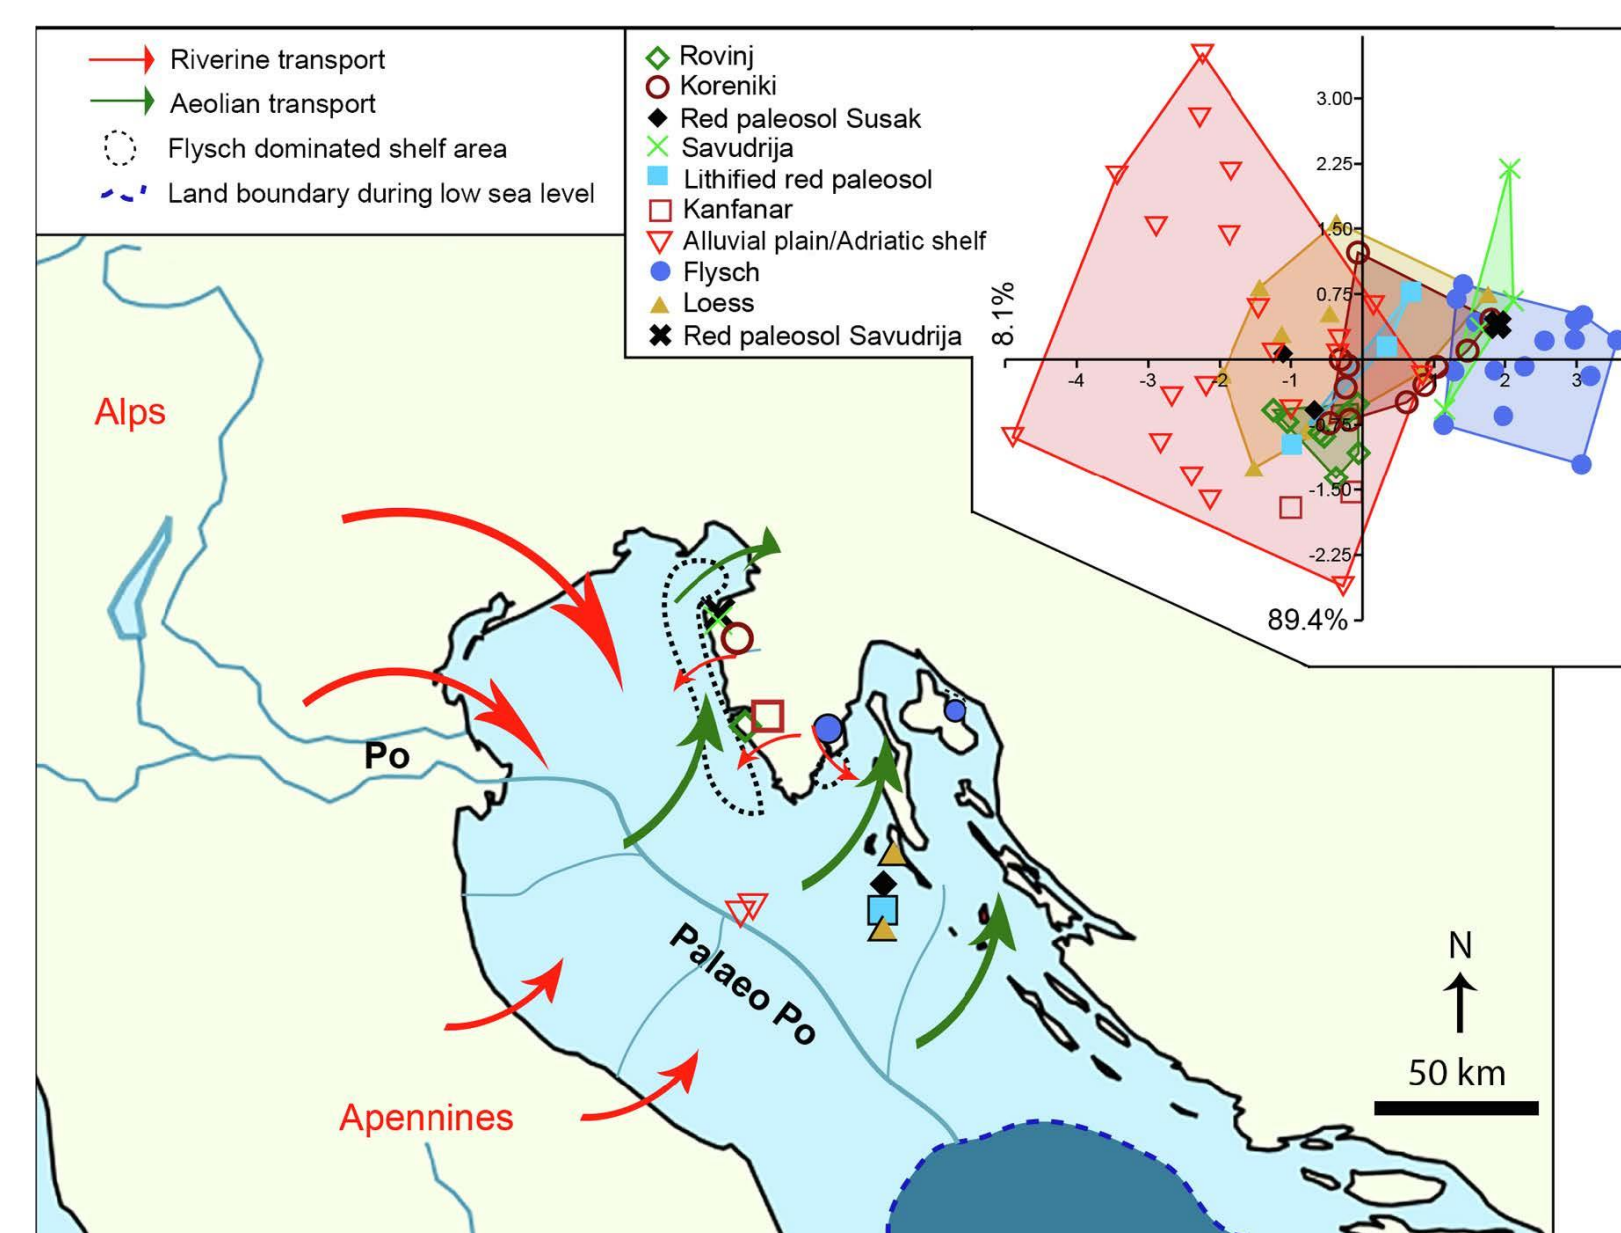 Riverine transport
Aeolian transport
Flysch dominated shelf area
Land boundary during low sea level
Rovinj
Koreniki
Red paleosol Susak
Savudrija
Lithified red paleosol
Kanfanar
Alluvial plain/Adriatic shelf
Flysch
Loess
Red paleosol Savudrija
3.00
2.25
1.50
0.75
8.1%
-4
-3
-2
-1
2
3
-0.75
-1.50
-2.25
89.4%
Alps
Po
Palaeo Po
Apennines
N
50 km